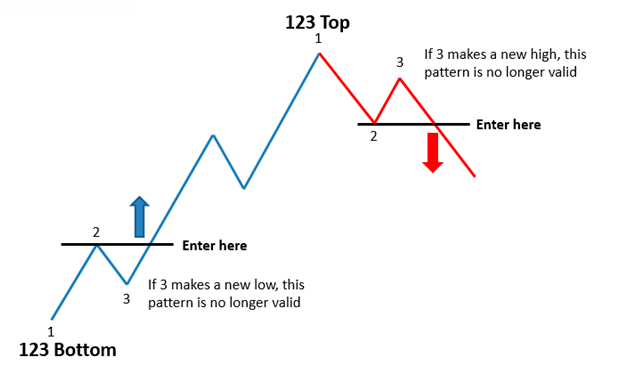 123 Top
1
3
If 3 makes a new high, this
pattern is no longer valid
Enter here
2
2
Enter here
3
If 3 makes a new low, this
pattern is no longer valid
1
123 Bottom